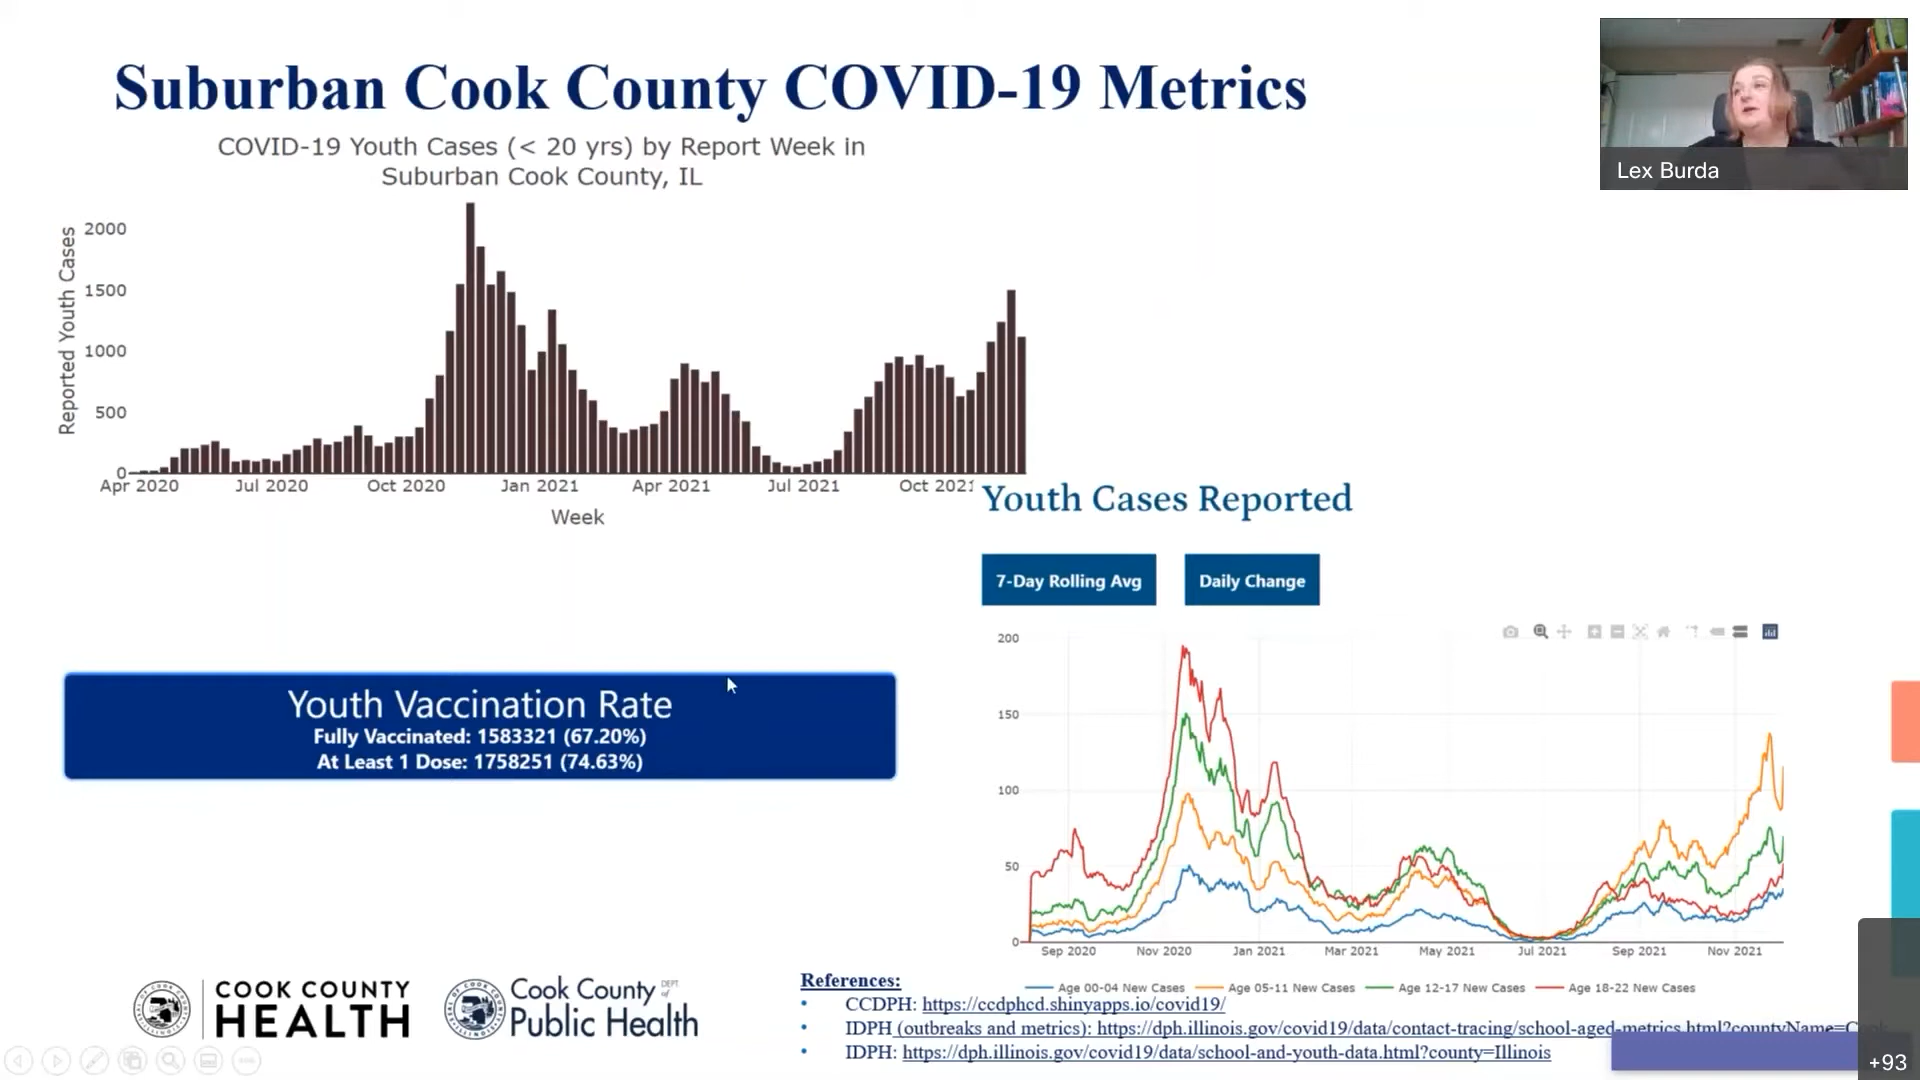 Suburban Cook County COVID-19 Metrics
Lex Burda
COVID-19 Youth Cases (< 20 yrs) by Report Week in
Suburban Cook County, IL
Reported Youth Cases
2000
1500
1000
500
0
Apr 2020
Jul 2020
Oct 2020
Jan 2021
Apr 2021
Jul 2021
Oct 2021
Week
Youth Cases Reported
7-Day Rolling Avg
Daily Change
Youth Vaccination Rate
Fully Vaccinated: 1583321 (67.20%)
At Least 1 Dose: 1758251 (74.63%)
200
150
100
50
0
Sep 2020
Nov 2020
Jan 2021
Mar 2021
May 2021
Jul 2021
Sep 2021
Nov 2021
Age 00-04 New Cases
Age 05-11 New Cases
Age 12-17 New Cases
Age 18-22 New Cases
COOK COUNTY
HEALTH
Cook County DEPT. of
Public Health
References:
• CCDPH: https://ccdphcd.shinyapps.io/covid19/
• IDPH (outbreaks and metrics): https://dph.illinois.gov/covid19/data/contact-tracing/school-aged-metrics.html?countyName=Cook
• IDPH: https://dph.illinois.gov/covid19/data/school-and-youth-data.html?county=Illinois
+93